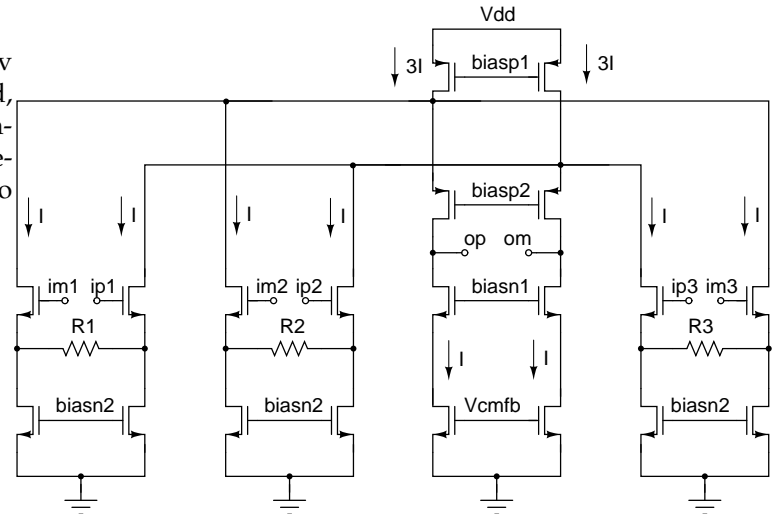 Vdd
3I biasp1 3I
biasp2
I I I I I I
op om
im1 ip1 im2 ip2 biasn1 ip3 im3
R1 R2 R3
I I
biasn2 biasn2 Vcmfb biasn2